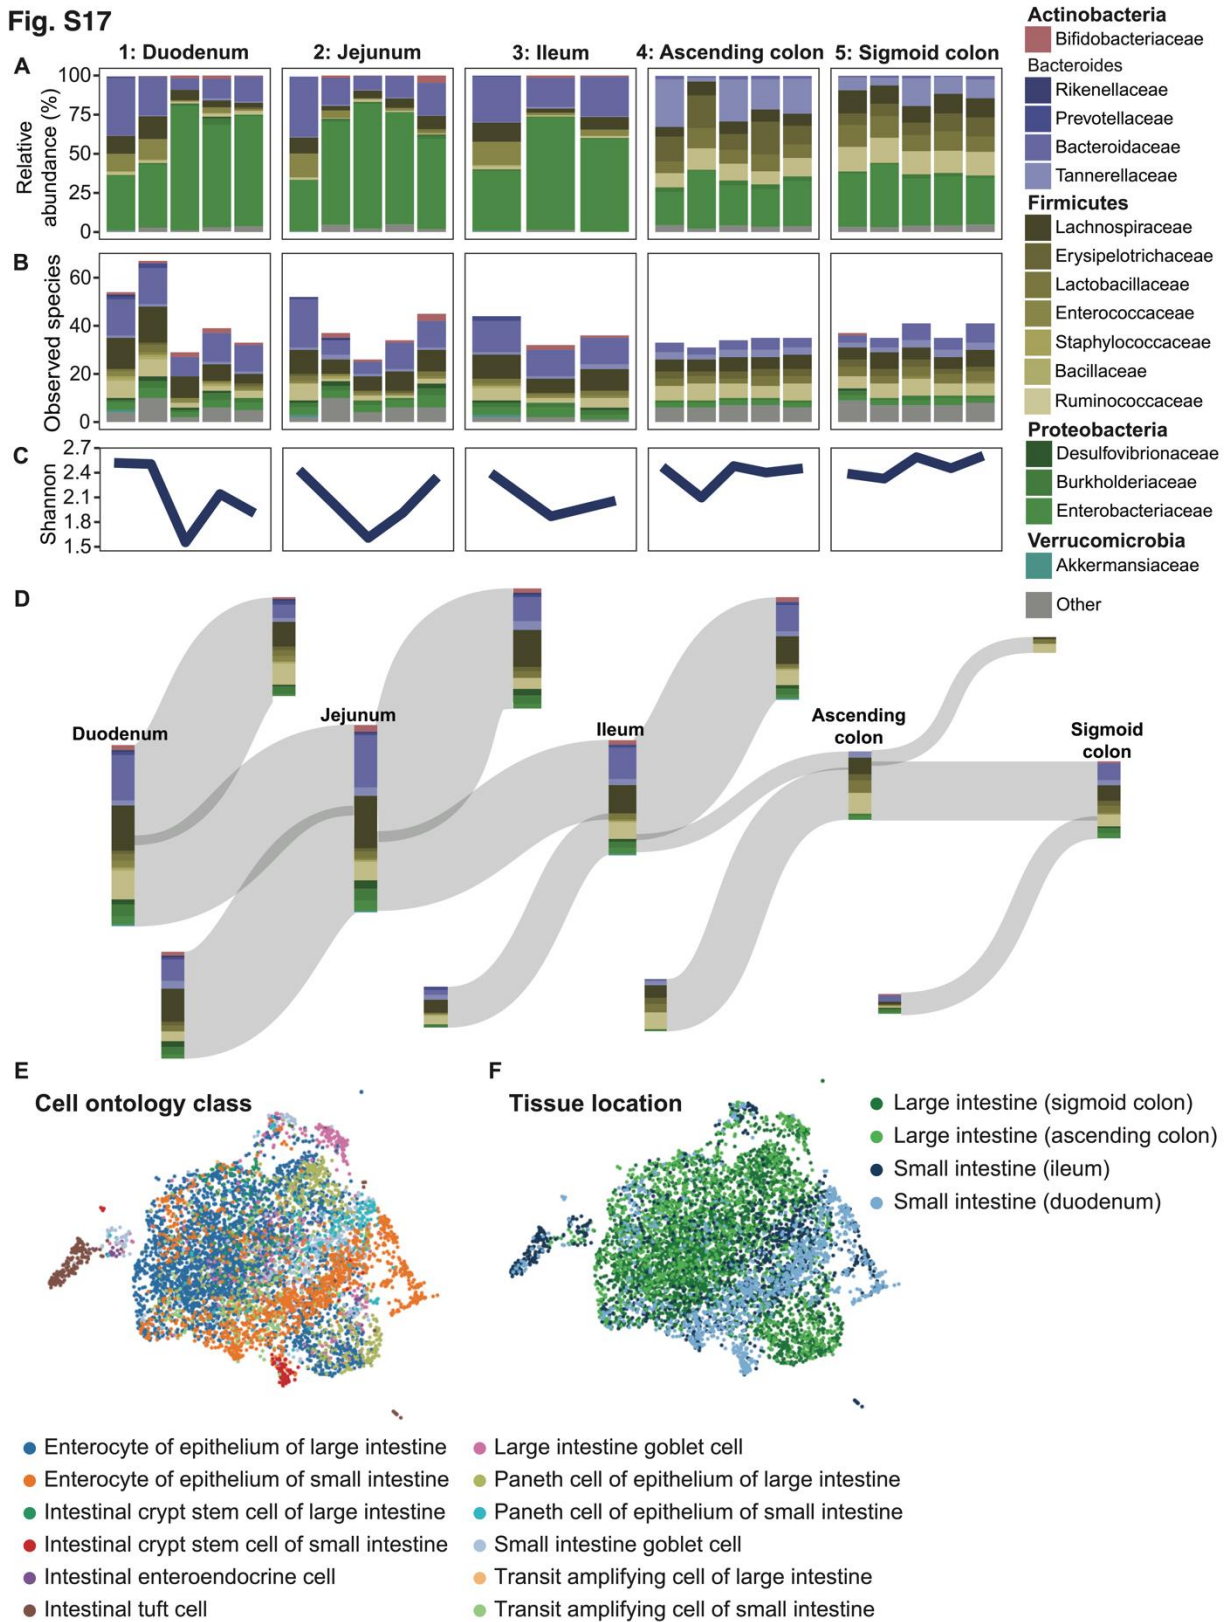 Fig. S17
1: Duodenum
2: Jejunum
3: Ileum
4: Ascending colon
5: Sigmoid colon
A
Relative
abundance (%)
100
75
50
25
0
B
Observed species
60
40
20
0
C
Shannon
2.7
2.4
2.1
1.8
1.5
Actinobacteria
Bifidobacteriaceae
Bacteroides
Rikenellaceae
Prevotellaceae
Bacteroidaceae
Tannerellaceae
Firmicutes
Lachnospiraceae
Erysipelotrichaceae
Lactobacillaceae
Enterococcaceae
Staphylococcaceae
Bacillaceae
Ruminococcaceae
Proteobacteria
Desulfovibrionaceae
Burkholderiaceae
Enterobacteriaceae
Verrucomicrobia
Akkermansiaceae
Other
D
Duodenum
Jejunum
Ileum
Ascending
colon
Sigmoid
colon
E
Cell ontology class
F
Tissue location
Large intestine (sigmoid colon)
Large intestine (ascending colon)
Small intestine (ileum)
Small intestine (duodenum)
Enterocyte of epithelium of large intestine
Enterocyte of epithelium of small intestine
Intestinal crypt stem cell of large intestine
Intestinal crypt stem cell of small intestine
Intestinal enteroendocrine cell
Intestinal tuft cell
Large intestine goblet cell
Paneth cell of epithelium of large intestine
Paneth cell of epithelium of small intestine
Small intestine goblet cell
Transit amplifying cell of large intestine
Transit amplifying cell of small intestine